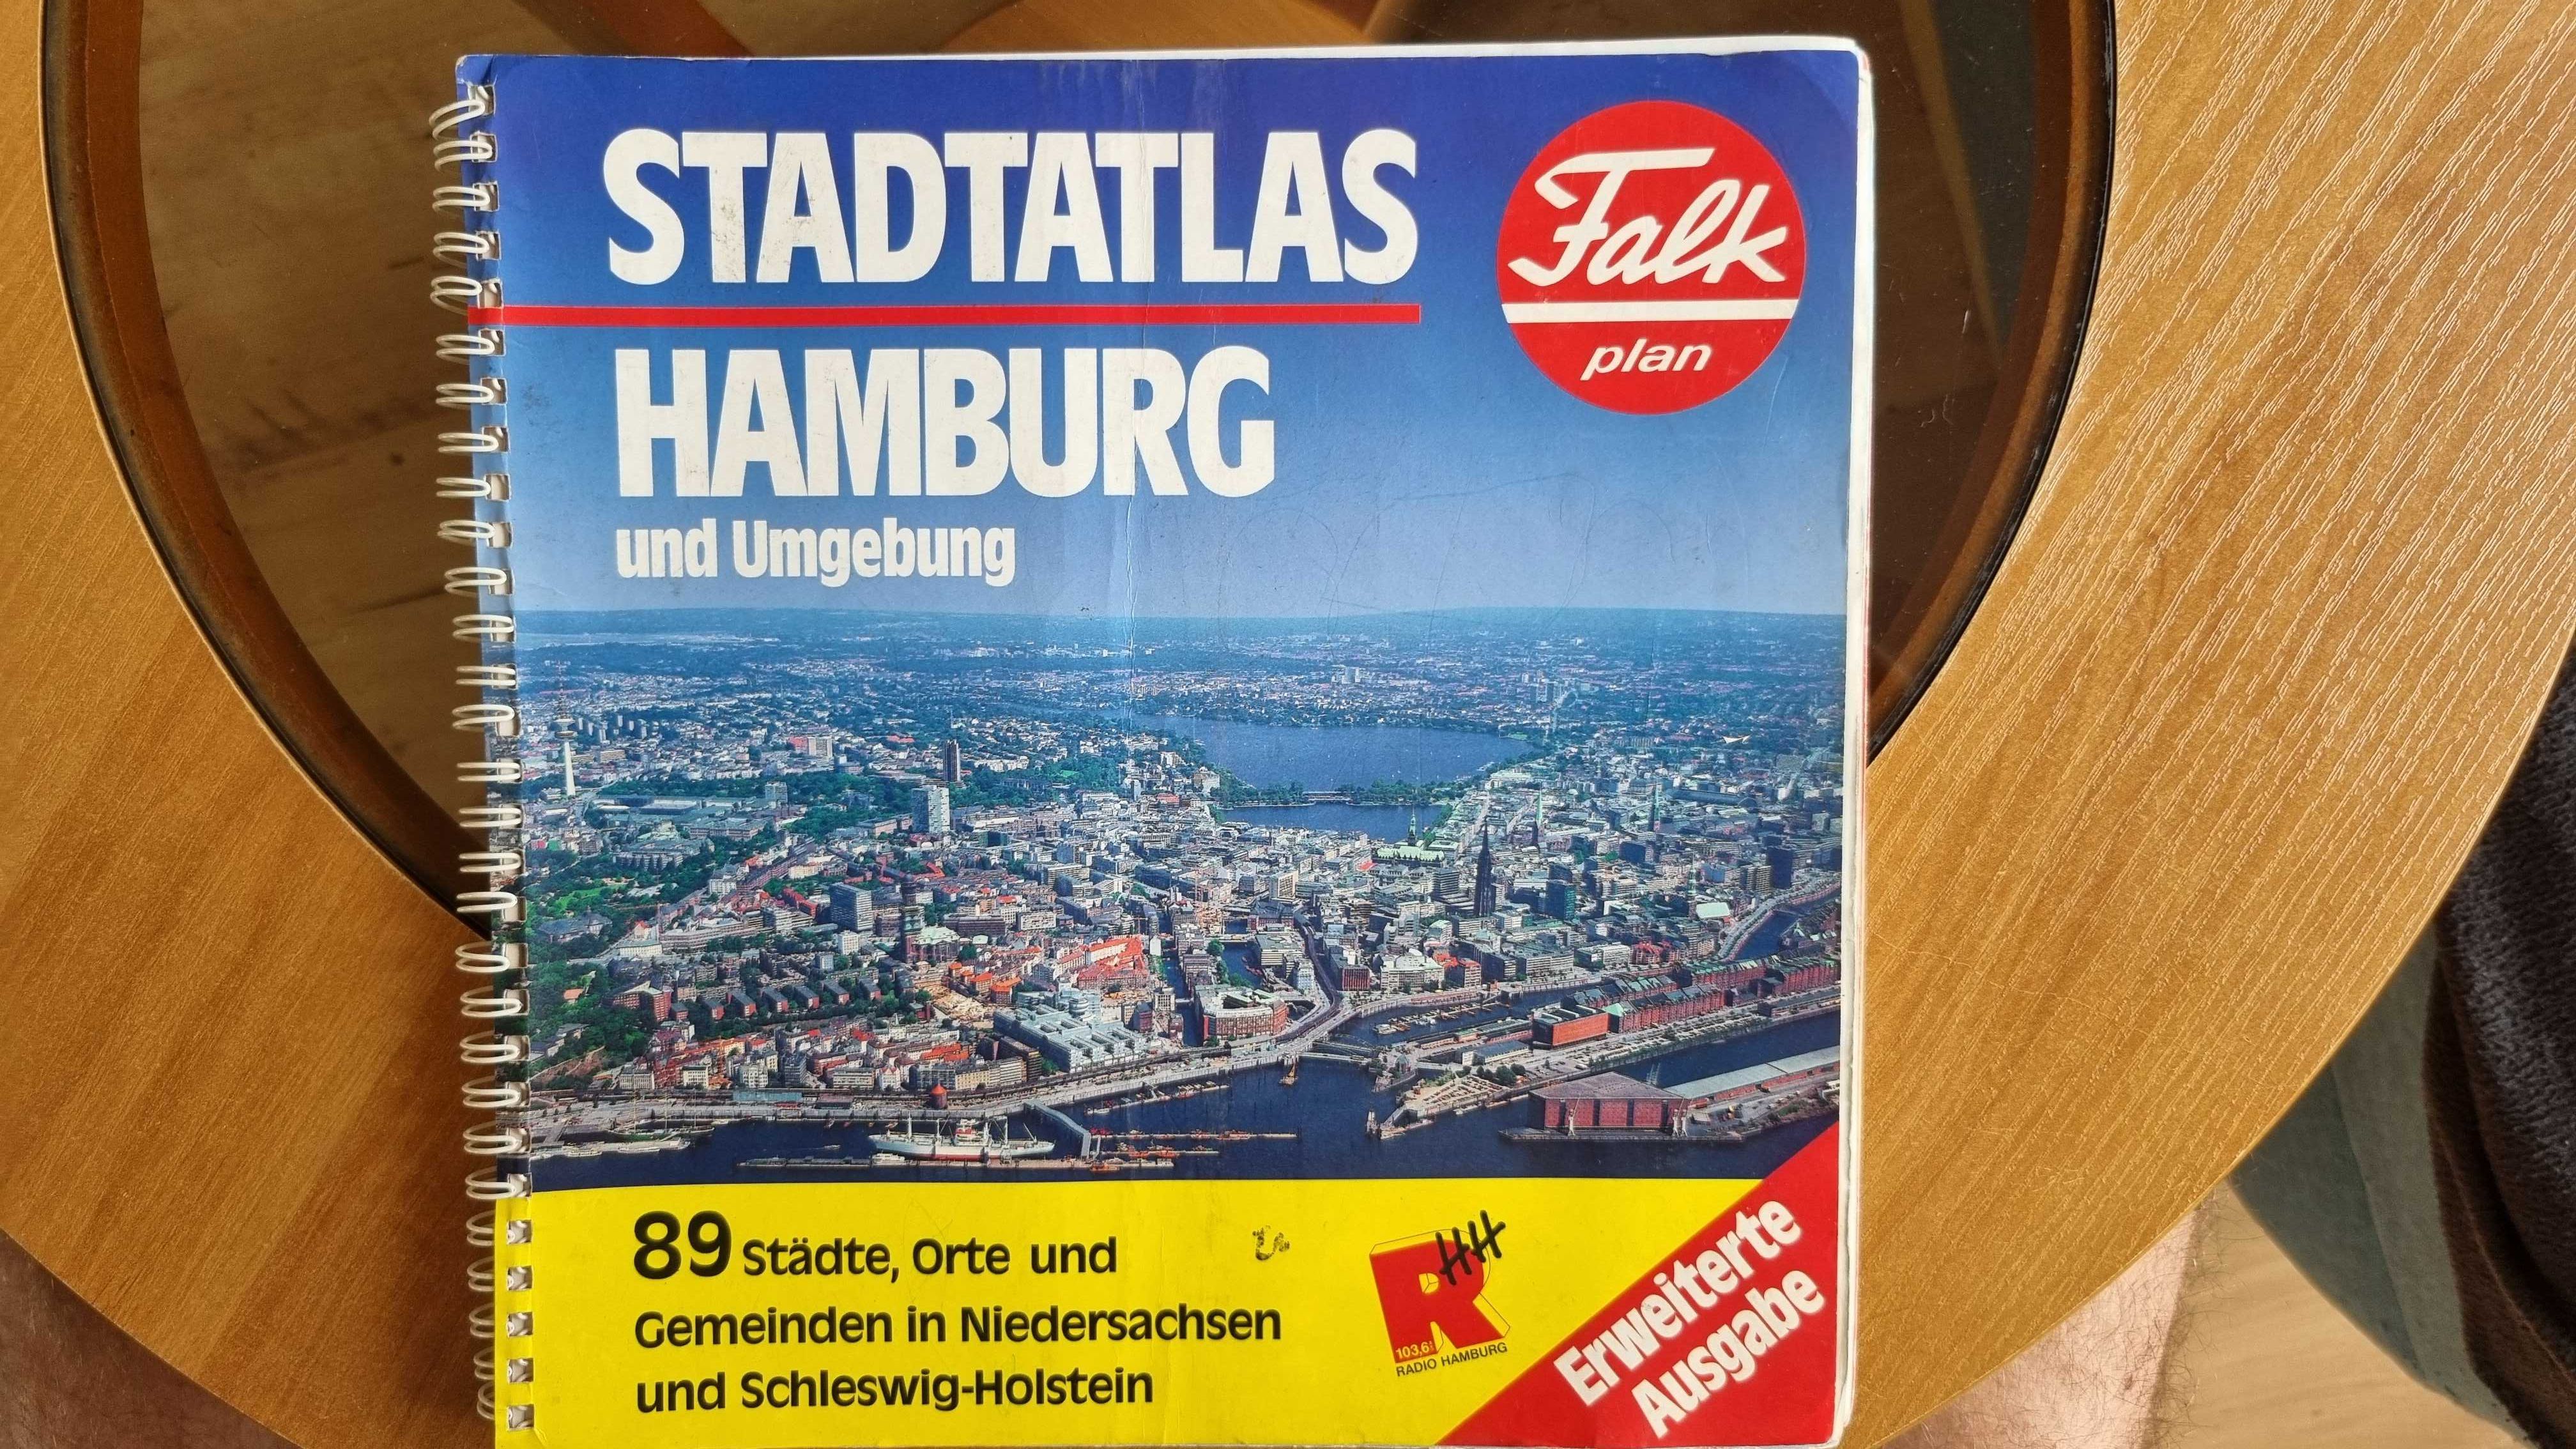 STADTATLAS
Falk
plan
HAMBURG
und Umgebung
89 Städte, Orte und
Gemeinden in Niedersachsen
und Schleswig-Holstein
HH
R
103,6
RADIO HAMBURG
Erweiterte
Ausgabe